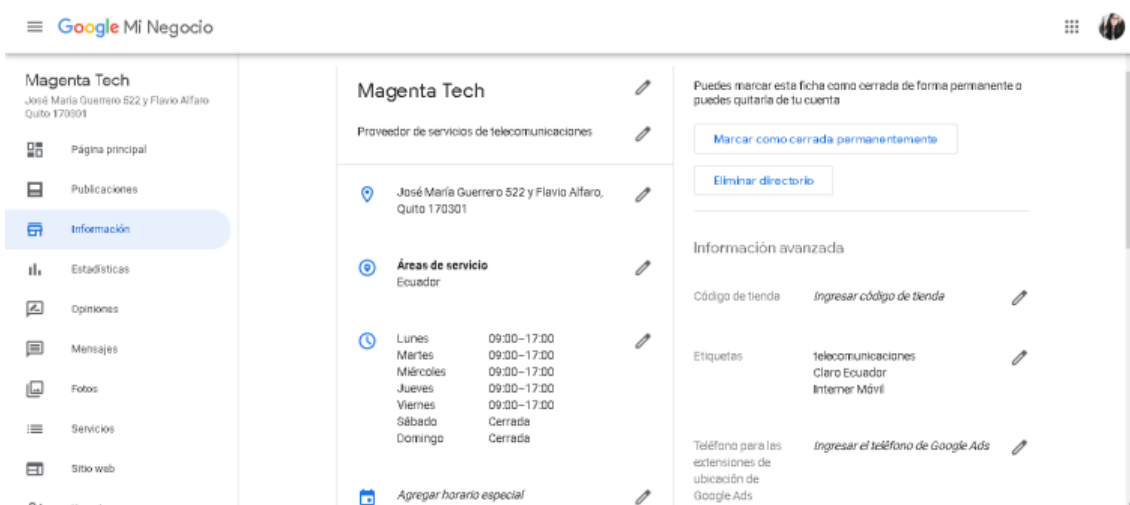 Google Mi Negocio
Magenta Tech
José María Guerrero 522 y Flavio Alfaro
Quito 170301
Página principal
Publicaciones
Información
Estadísticas
Opiniones
Mensajes
Fotos
Servicios
Sitio web
Magenta Tech
Proveedor de servicios de telecomunicaciones
José María Guerrero 522 y Flavio Alfaro,
Quito 170301
Áreas de servicio
Ecuador
Lunes 09:00–17:00
Martes 09:00–17:00
Miércoles 09:00–17:00
Jueves 09:00–17:00
Viernes 09:00–17:00
Sábado Cerrada
Domingo Cerrada
Agregar horario especial
Puedes marcar esta ficha como cerrada de forma permanente o
puedes quitarla de tu cuenta
Marcar como cerrada permanentemente
Eliminar directorio
Información avanzada
Código de tienda Ingresar código de tienda
Etiquetas telecomunicaciones
Claro Ecuador
Interner Móvil
Teléfono para las Ingresar el teléfono de Google Ads
extensiones de
ubicación de
Google Ads